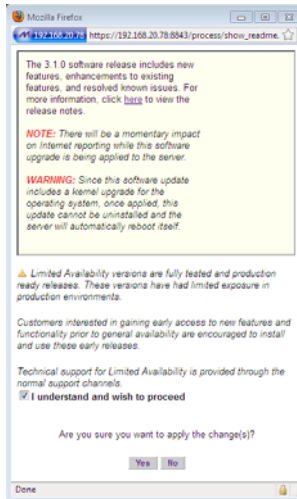 Mozilla Firefox
192.168.20.78 https://192.168.20.78:8843/process/show_readme.
The 3.1.0 software release includes new
features, enhancements to existing
features, and resolved known issues. For
more information, click here to view the
release notes.
NOTE: There will be a momentary impact
on Internet reporting while this software
upgrade is being applied to the server.
WARNING: Since this software update
includes a kernel upgrade for the
operating system, once applied, this
update cannot be uninstalled and the
server will automatically reboot itself.
Limited Availability versions are fully tested and production
ready releases. These versions have had limited exposure in
production environments.
Customers interested in gaining early access to new features and
functionality prior to general availability are encouraged to install
and use these early releases.
Technical support for Limited Availability is provided through the
normal support channels.
I understand and wish to proceed
Are you sure you want to apply the change(s)?
Yes No
Done